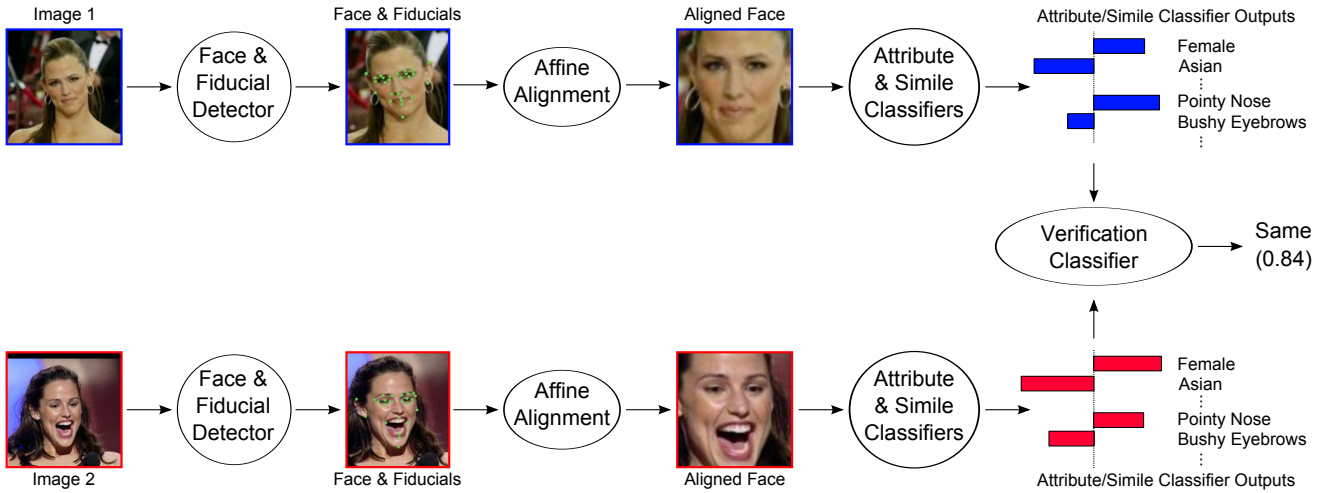 Image 1
Face & Fiducials
Aligned Face
Attribute/Simile Classifier Outputs
Face &
Fiducial
Detector
Affine
Alignment
Attribute
& Simile
Classifiers
Female
Asian
⋮
Pointy Nose
Bushy Eyebrows
⋮
Verification
Classifier
Same
(0.84)
Face &
Fiducial
Detector
Affine
Alignment
Attribute
& Simile
Classifiers
Female
Asian
⋮
Pointy Nose
Bushy Eyebrows
⋮
Image 2
Face & Fiducials
Aligned Face
Attribute/Simile Classifier Outputs